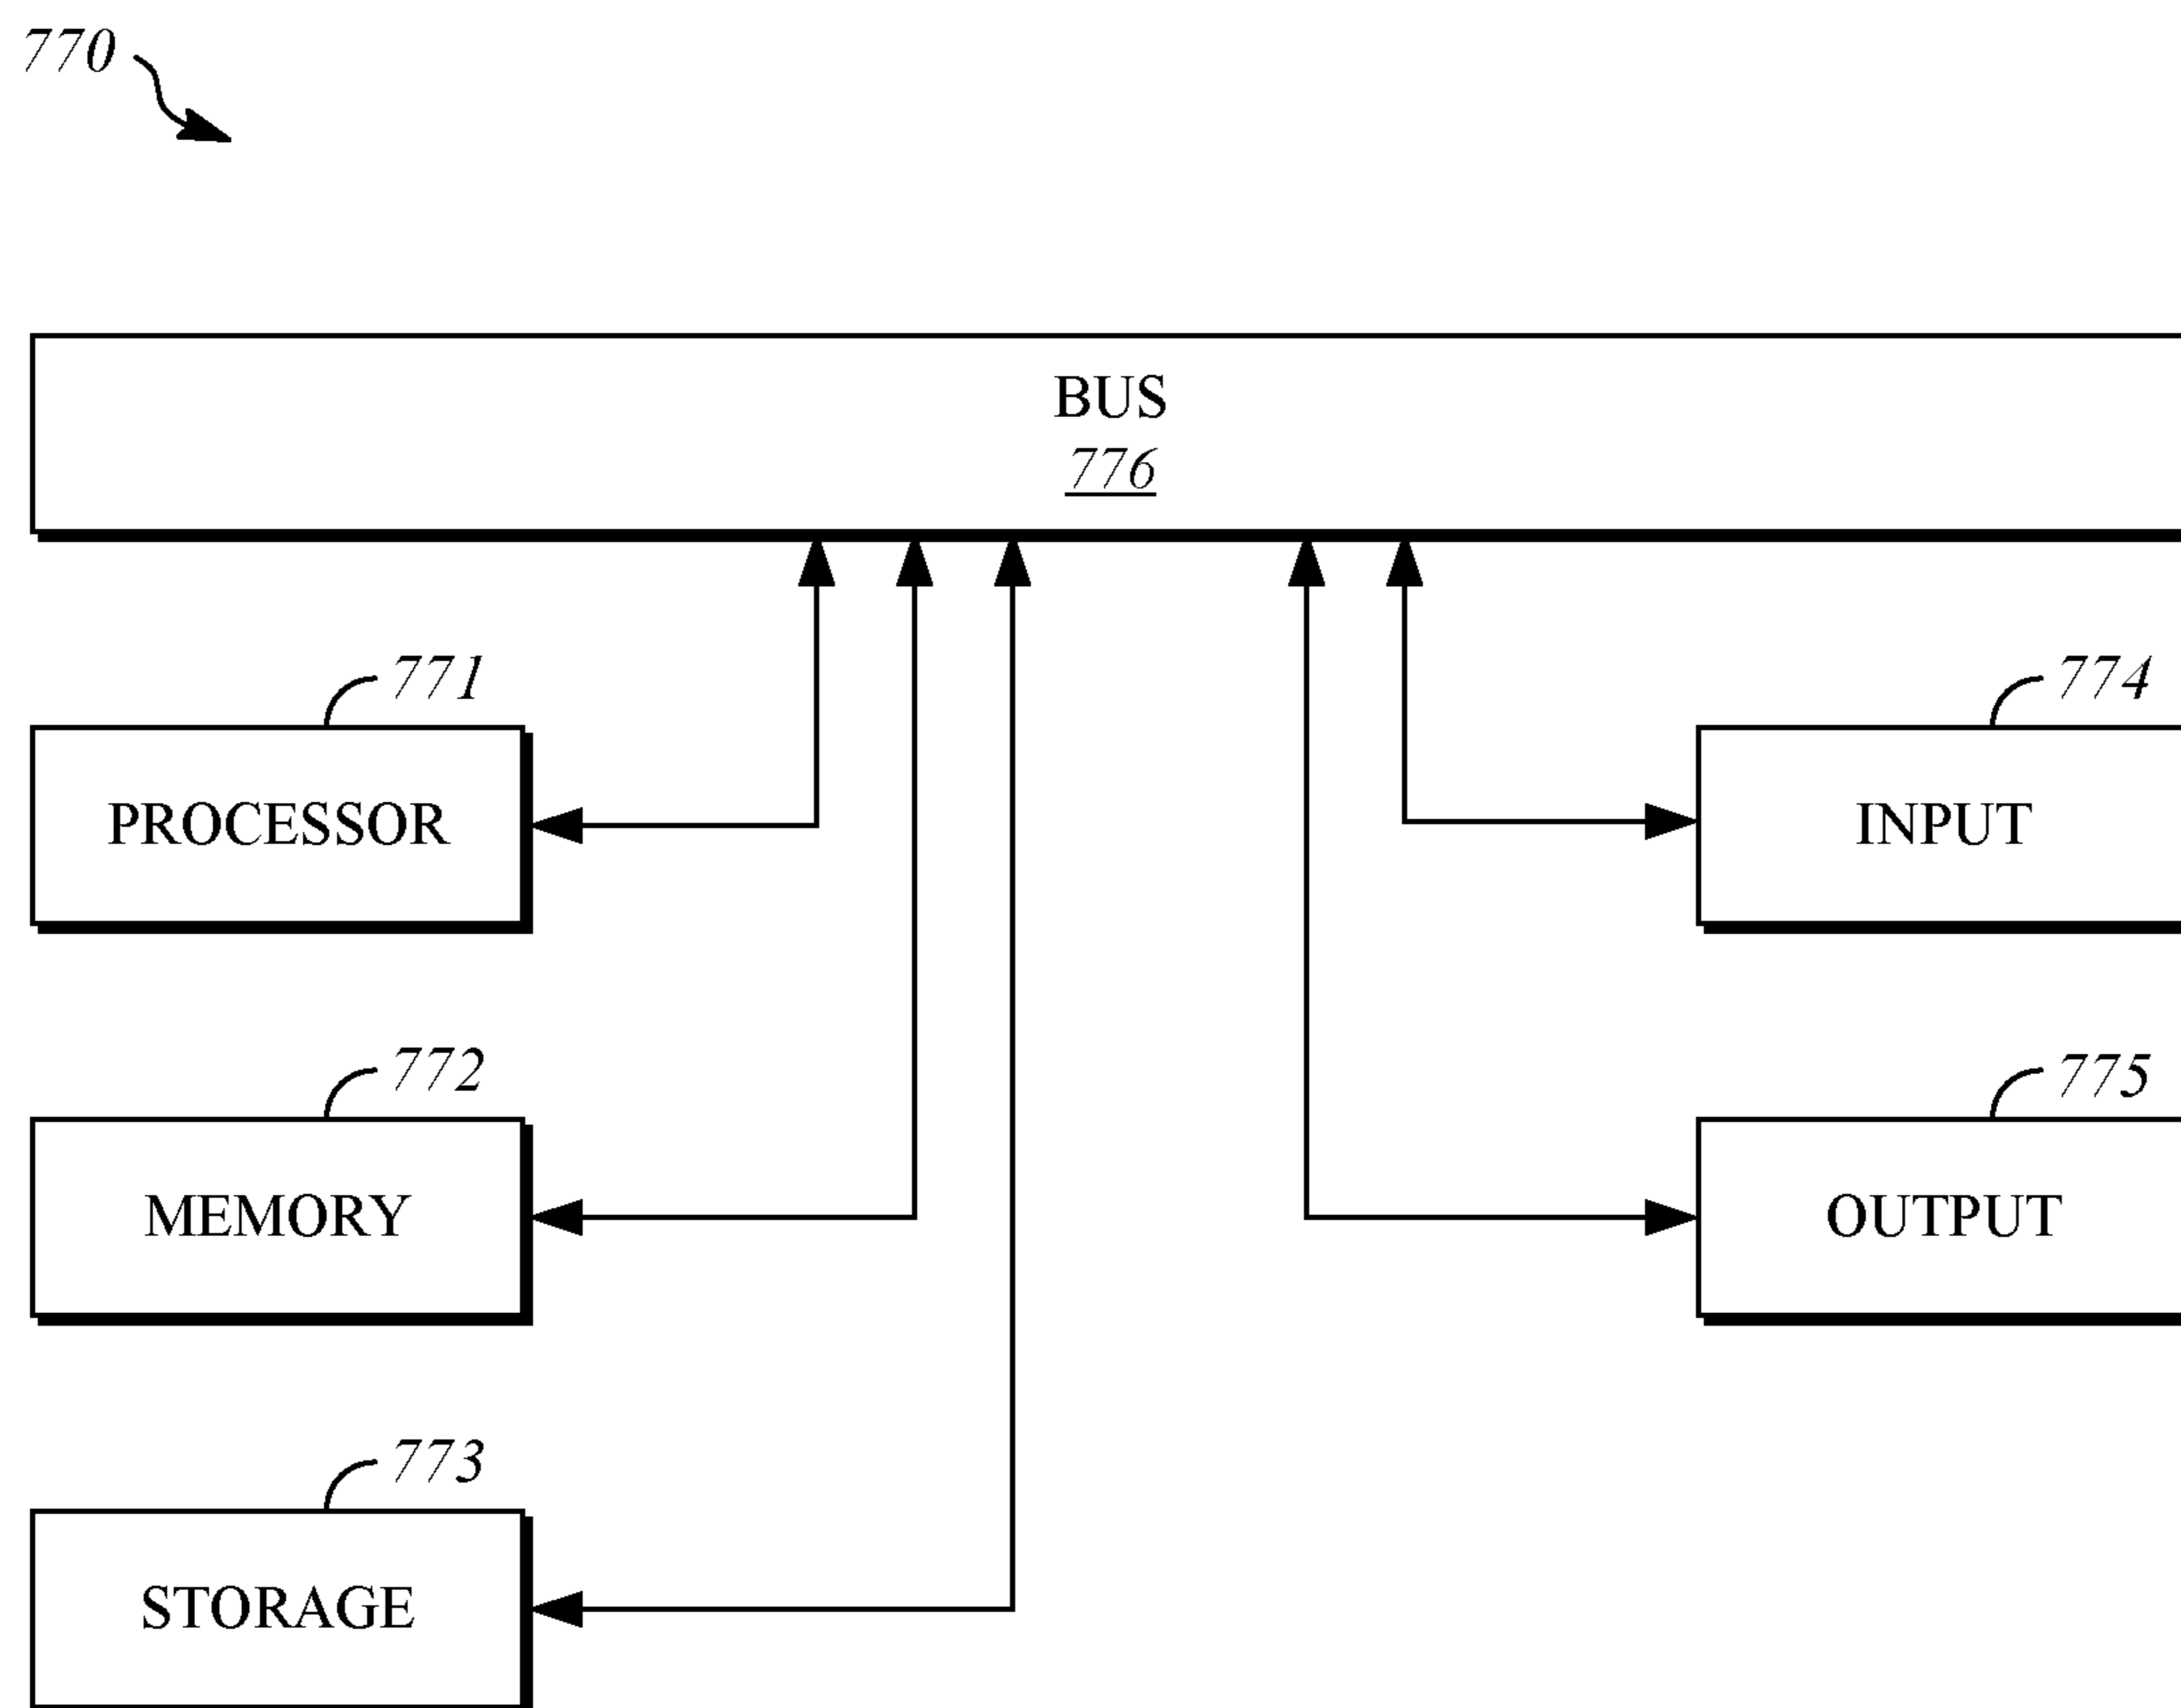 770
BUS
776
771
774
PROCESSOR
INPUT
772
775
MEMORY
OUTPUT
773
STORAGE